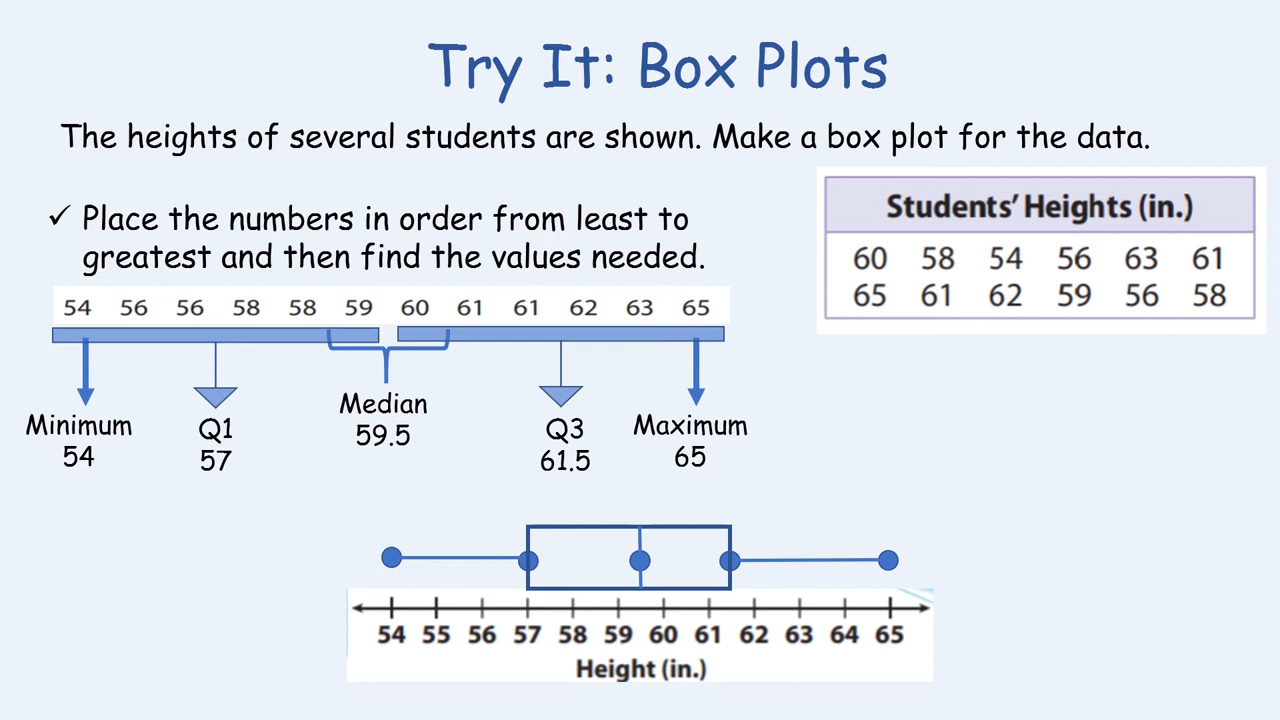 Try It: Box Plots
The heights of several students are shown. Make a box plot for the data.
✓ Place the numbers in order from least to
greatest and then find the values needed.
Students' Heights (in.)
60 58 54 56 63 61
65 61 62 59 56 58
54 56 56 58 58 59 60 61 61 62 63 65
Minimum
54
Q1
57
Median
59.5
Q3
61.5
Maximum
65
54 55 56 57 58 59 60 61 62 63 64 65
Height (in.)